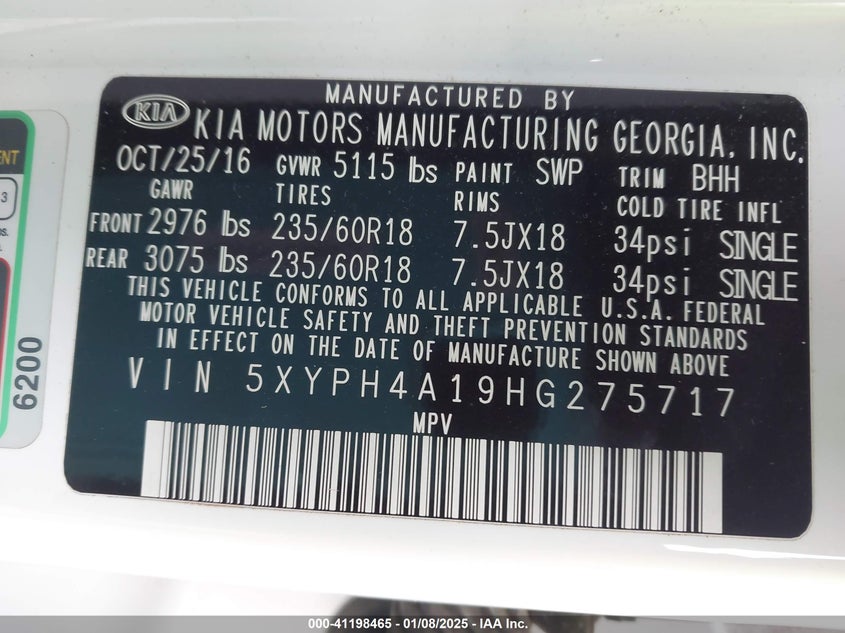 MANUFACTURED BY
KIA KIA MOTORS MANUFACTURING GEORGIA, INC.
OCT/25/16 GVWR 5115 lbs PAINT SWP TRIM BHH
GAWR TIRES RIMS COLD TIRE INFL
FRONT 2976 lbs 235/60R18 7.5JX18 34psi SINGLE
REAR 3075 lbs 235/60R18 7.5JX18 34psi SINGLE
THIS VEHICLE CONFORMS TO ALL APPLICABLE U.S.A. FEDERAL
MOTOR VEHICLE SAFETY AND THEFT PREVENTION STANDARDS
IN EFFECT ON THE DATE OF MANUFACTURE SHOWN ABOVE
VIN 5XYPH4A19HG275717
MPV
3
6200
000-41198465 - 01/08/2025 - IAA Inc.